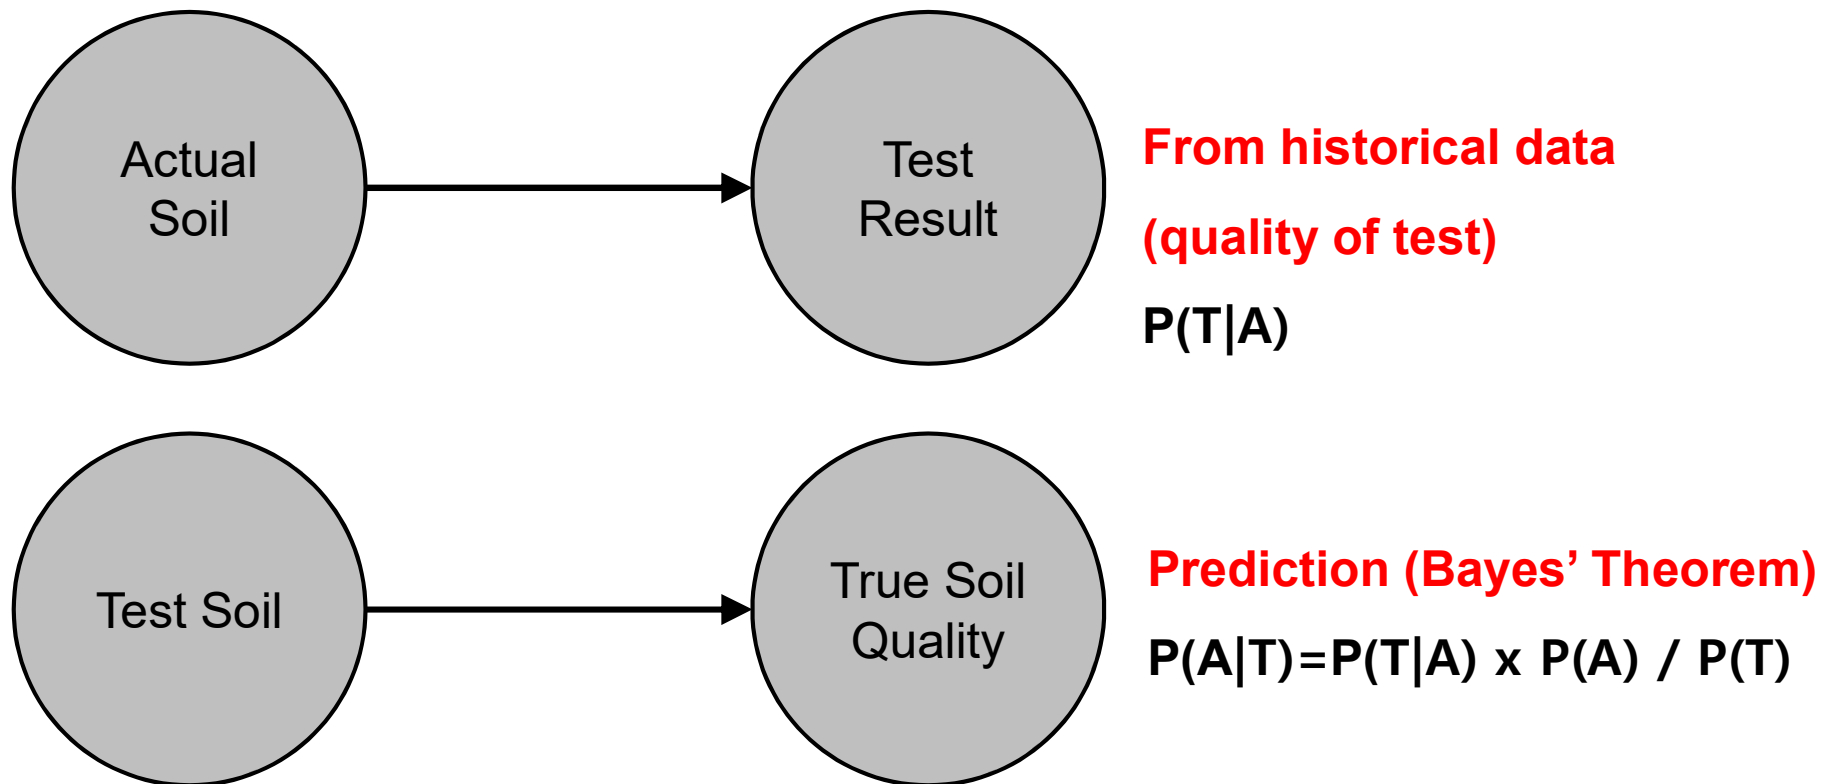 Actual
Soil
Test
Result
From historical data
(quality of test)
P(T|A)
Test Soil
True Soil
Quality
Prediction (Bayes’ Theorem)
P(A|T)=P(T|A) x P(A) / P(T)